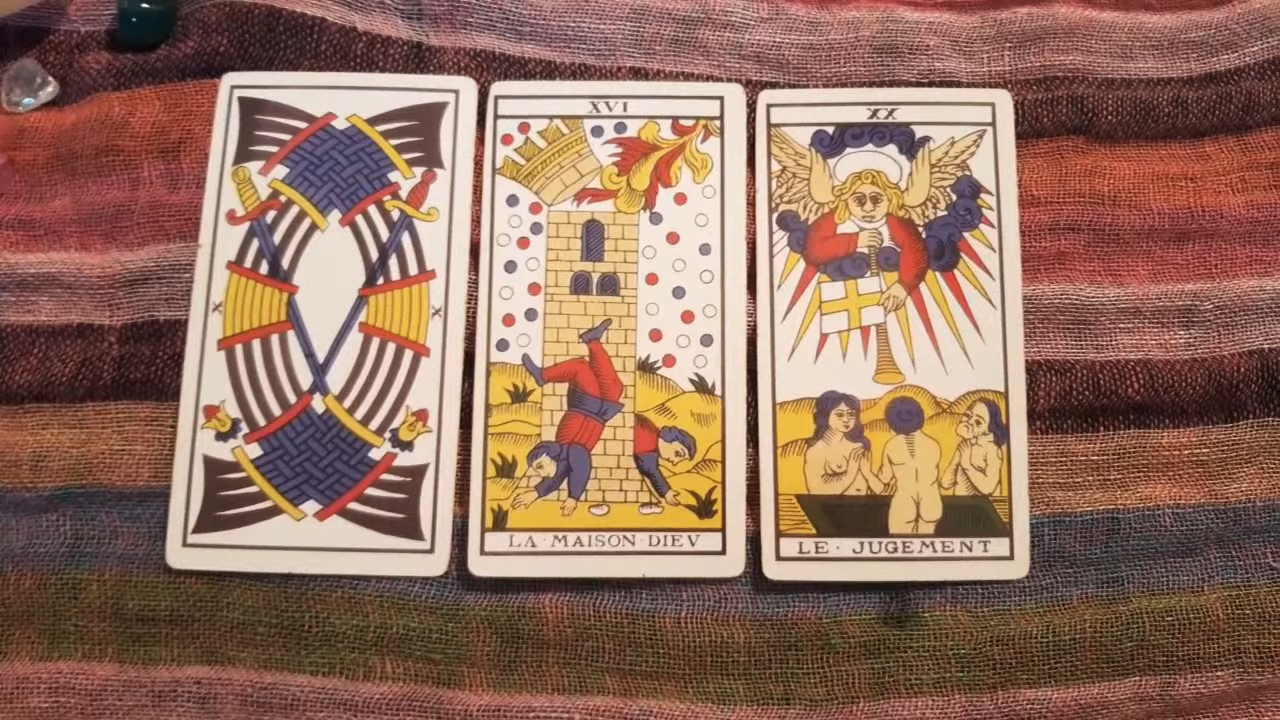 X X
XVI
LA · MAISON · DIEV
XX
LE · JUGEMENT